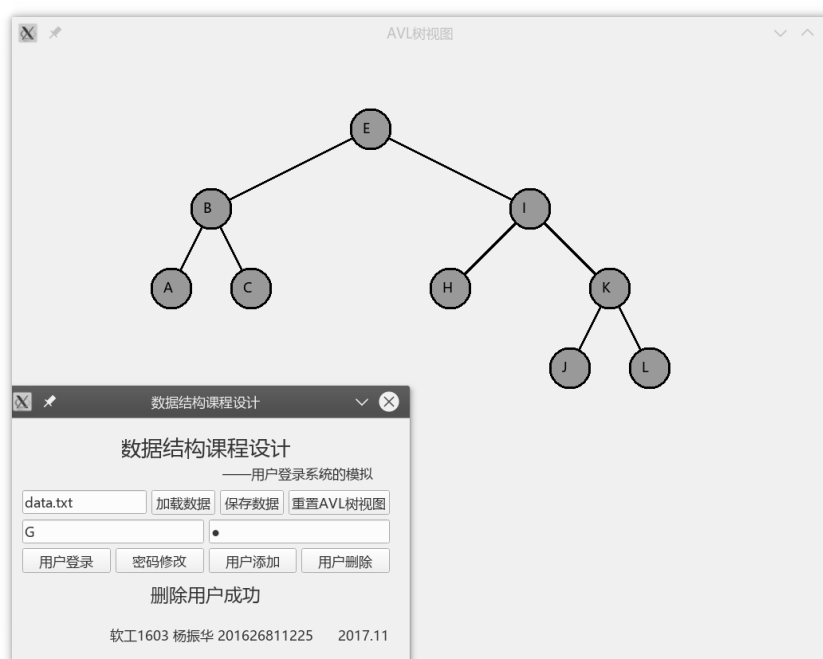 AVL树视图
E
B I
A C H K
J L
数据结构课程设计
数据结构课程设计
——用户登录系统的模拟
data.txt 加载数据 保存数据 重置AVL树视图
G ●
用户登录 密码修改 用户添加 用户删除
删除用户成功
软工1603 杨振华 201626811225 2017.11